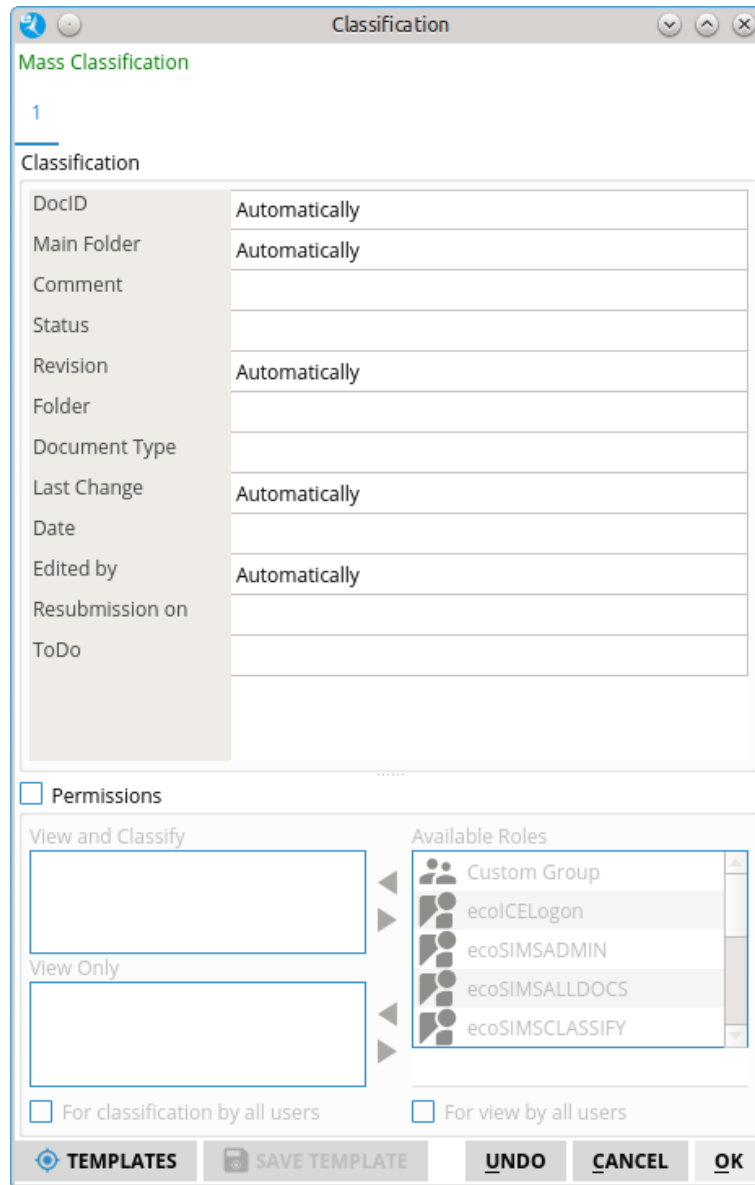 Classification
Mass Classification
1
Classification
DocID Automatically
Main Folder Automatically
Comment
Status
Revision Automatically
Folder
Document Type
Last Change Automatically
Date
Edited by Automatically
Resubmission on
ToDo
Permissions
View and Classify Available Roles
Custom Group
ecoICELogon
ecoSIMSADMIN
View Only
ecoSIMSALLDOCS
ecoSIMSCLASSIFY
For classification by all users For view by all users
TEMPLATES SAVE TEMPLATE UNDO CANCEL OK